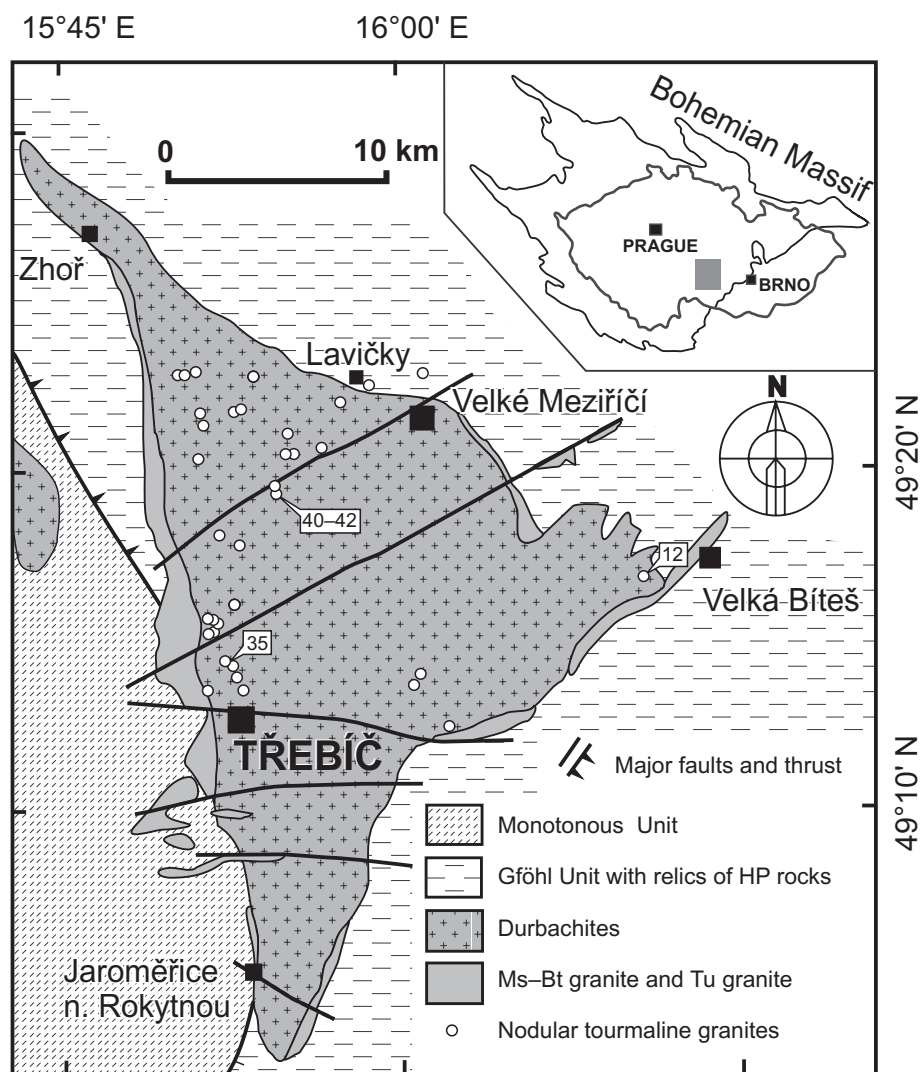 15°45' E
16°00' E
0
10 km
Bohemian Massif
PRAGUE
BRNO
Zhoř
Lavičky
Velké Meziříčí
N
49°20' N
40–42
12
Velká Bíteš
35
TŘEBÍČ
Major faults and thrust
49°10' N
Monotonous Unit
Gföhl Unit with relics of HP rocks
Durbachites
Ms–Bt granite and Tu granite
Nodular tourmaline granites
Jaroměřice
n. Rokytnou